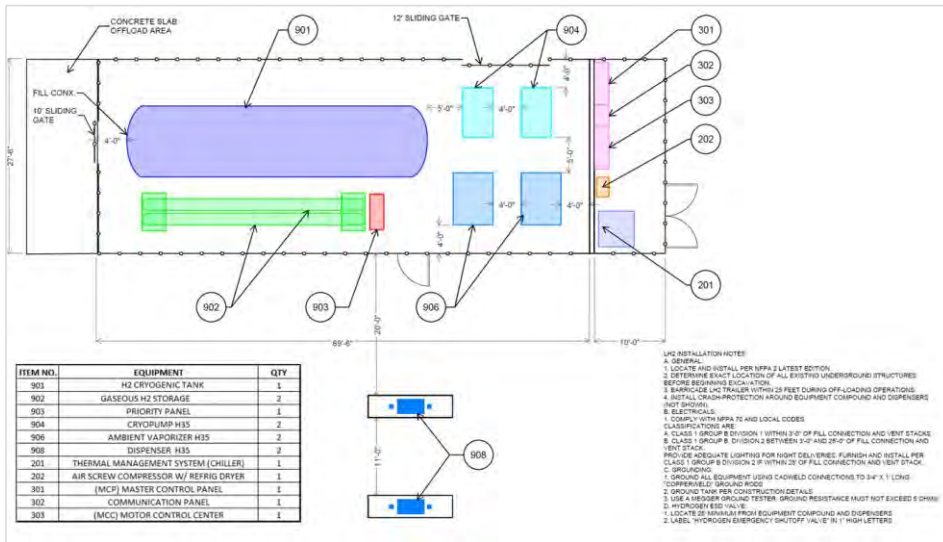 CONCRETE SLAB
OFFLOAD AREA
901
12' SLIDING GATE
904
301
302
303
202
201
FILL CONX.
10' SLIDING
GATE
4'-0"
5'-0"
4'-0"
4'-0"
5'-0"
27'-6"
4'-0"
4'-0"
4'-0"
902
903
906
20'-0"
69'-6"
10'-0"
11'-0"
908
ITEM NO. EQUIPMENT QTY
901 H2 CRYOGENIC TANK 1
902 GASEOUS H2 STORAGE 2
903 PRIORITY PANEL 1
904 CRYOPUMP H35 2
906 AMBIENT VAPORIZER H35 2
908 DISPENSER H35 2
201 THERMAL MANAGEMENT SYSTEM (CHILLER) 1
202 AIR SCREW COMPRESSOR W/ REFRIG DRYER 1
301 (MCP) MASTER CONTROL PANEL 1
302 COMMUNICATION PANEL 1
303 (MCC) MOTOR CONTROL CENTER 1
LH2 INSTALLATION NOTES
A. GENERAL:
1. LOCATE AND INSTALL PER NFPA 2 LATEST EDITION
2. DETERMINE EXACT LOCATION OF ALL EXISTING UNDERGROUND STRUCTURES
BEFORE BEGINNING EXCAVATION.
3. BARRICADE LH2 TRAILER WITHIN 25 FEET DURING OFF-LOADING OPERATIONS.
4. INSTALL CRASH-PROTECTION AROUND EQUIPMENT COMPOUND AND DISPENSERS
(NOT SHOWN).
B. ELECTRICALS:
1. COMPLY WITH NFPA 70 AND LOCAL CODES
CLASSIFICATIONS ARE:
A. CLASS 1 GROUP B DIVISION 1 WITHIN 3'-0" OF FILL CONNECTION AND VENT STACKS.
B. CLASS 1 GROUP B, DIVISION 2 BETWEEN 3'-0" AND 25'-0" OF FILL CONNECTION AND
VENT STACK.
PROVIDE ADEQUATE LIGHTING FOR NIGHT DELIVERIES. FURNISH AND INSTALL PER
CLASS 1 GROUP B DIVISION 2 IF WITHIN 25' OF FILL CONNECTION AND VENT STACK.
C. GROUNDING:
1. GROUND ALL EQUIPMENT USING CADWELD CONNECTIONS TO 3/4" X LONG
"COPPERWELD" GROUND RODS
2. GROUND TANK PER CONSTRUCTION DETAILS
3. USE A MEGGER GROUND TESTER. GROUND RESISTANCE MUST NOT EXCEED 5 OHMS
D. HYDROGEN ESD VALVE:
1. LOCATE 25' MINIMUM FROM EQUIPMENT COMPOUND AND DISPENSERS
2. LABEL "HYDROGEN EMERGENCY SHUTOFF VALVE" IN 1" HIGH LETTERS